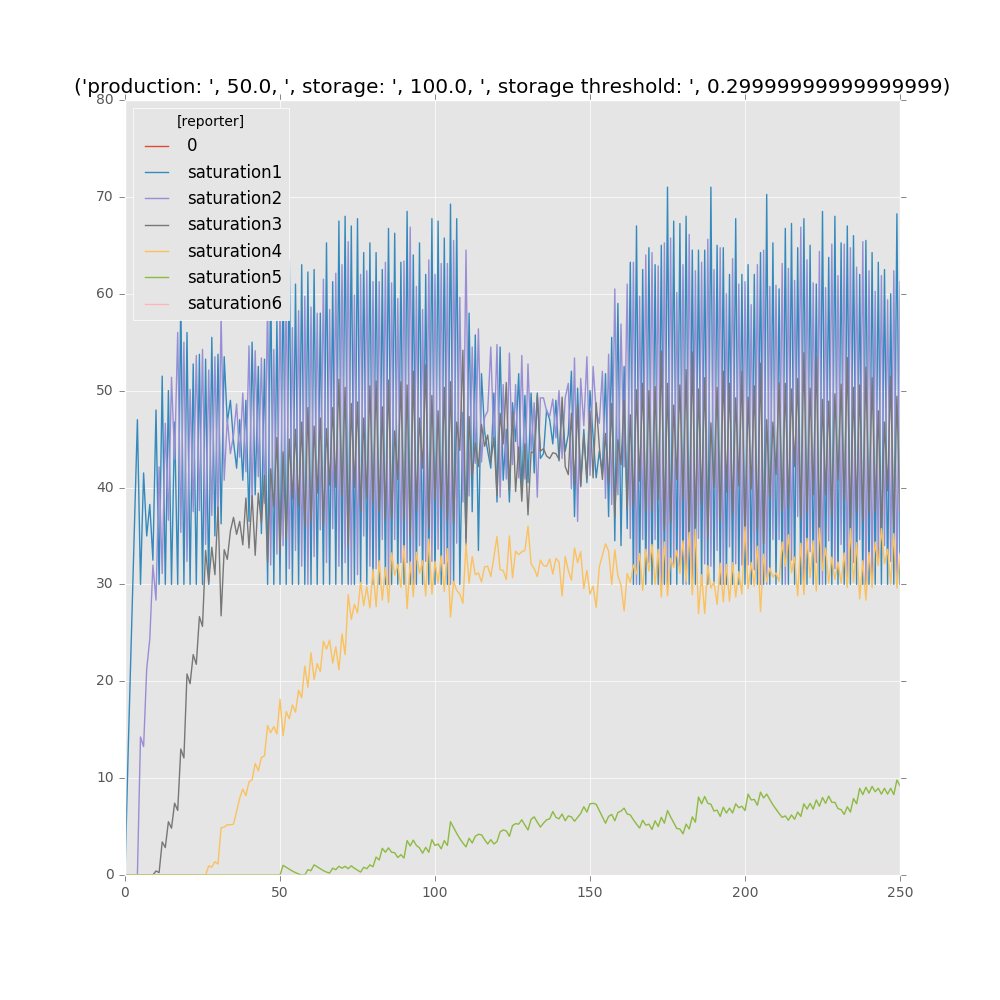 ('production: ', 50.0, ', storage: ', 100.0, ', storage threshold: ', 0.29999999999999999)
80
70
60
50
40
30
20
10
0
[reporter]
0
saturation1
saturation2
saturation3
saturation4
saturation5
saturation6
0 50 100 150 200 250